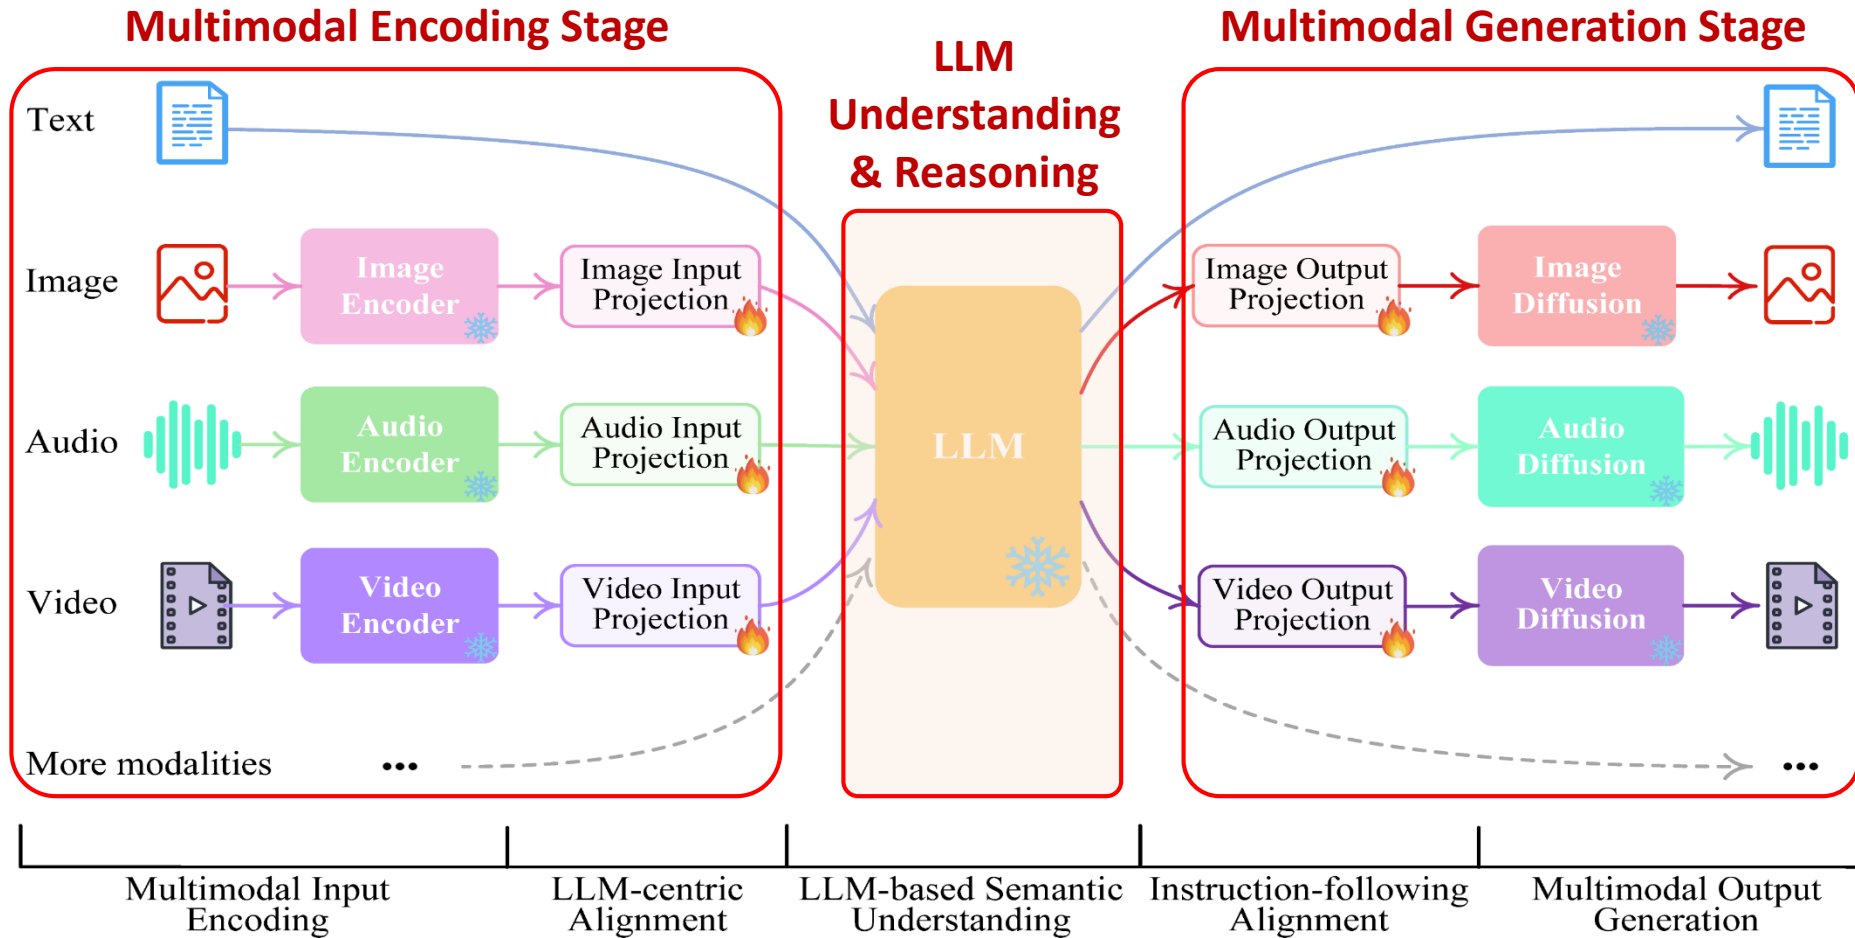 Multimodal Encoding Stage
LLM
Understanding
& Reasoning
Multimodal Generation Stage
Text
Image
Image
Encoder
Image Input
Projection
Audio
Audio
Encoder
Audio Input
Projection
Video
Video
Encoder
Video Input
Projection
More modalities
...
LLM
Image Output
Projection
Image
Diffusion
Audio Output
Projection
Audio
Diffusion
Video Output
Projection
Video
Diffusion
...
Multimodal Input
Encoding
LLM-centric
Alignment
LLM-based Semantic
Understanding
Instruction-following
Alignment
Multimodal Output
Generation